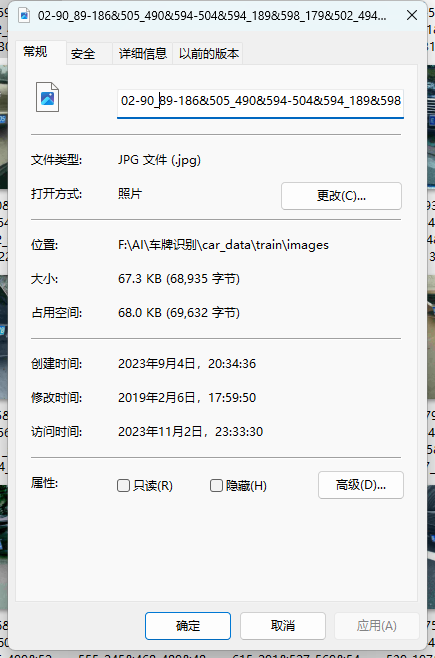 02-90_89-186&505_490&594-504&594_189&598_179&502_494...
常规
安全
详细信息
以前的版本
02-90_89-186&505_490&594-504&594_189&598
文件类型:
JPG 文件 (.jpg)
打开方式:
照片
更改(C)...
位置:
F:\AI\车牌识别\car_data\train\images
大小:
67.3 KB (68,935 字节)
占用空间:
68.0 KB (69,632 字节)
创建时间:
2023年9月4日，20:34:36
修改时间:
2019年2月6日，17:59:50
访问时间:
2023年11月2日，23:33:30
属性:
只读(R)
隐藏(H)
高级(D)...
确定
取消
应用(A)